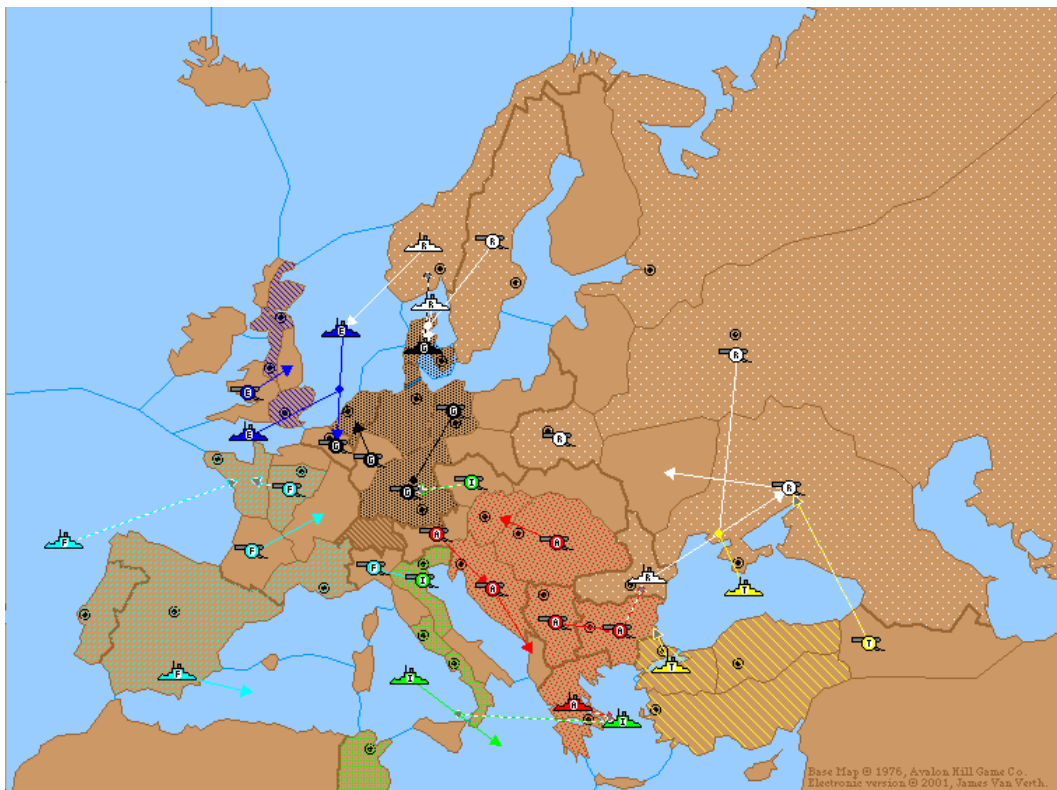 R
R
R
E
G
R
E
G
E
G
R
G
F
G
I
R
F
A
A
F
F
I
R
T
A
A
A
T
T
F
I
A
I
Base Map © 1976, Avalon Hill Game Co.
Electronic version © 2001, James Van Verth.